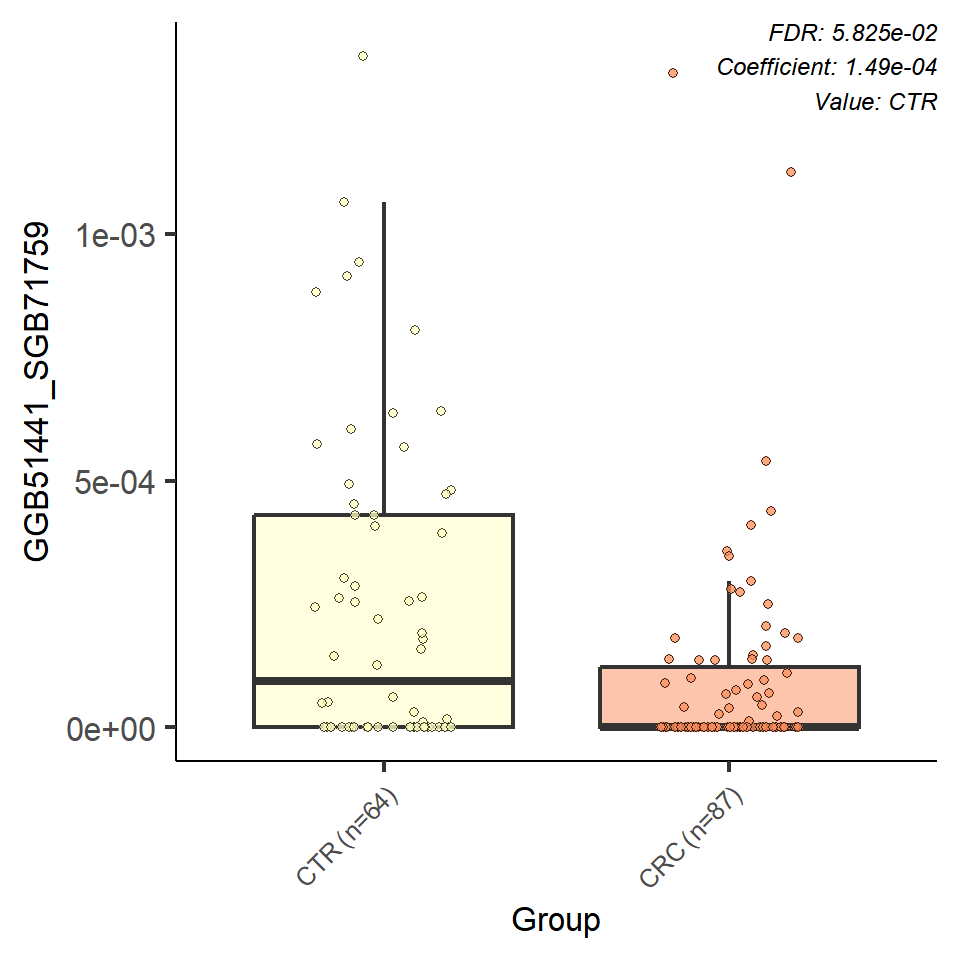 FDR: 5.825e-02
Coefficient: 1.49e-04
Value: CTR
GGB51441_SGB71759
1e-03
5e-04
0e+00
CTR (n=64)
CRC (n=87)
Group